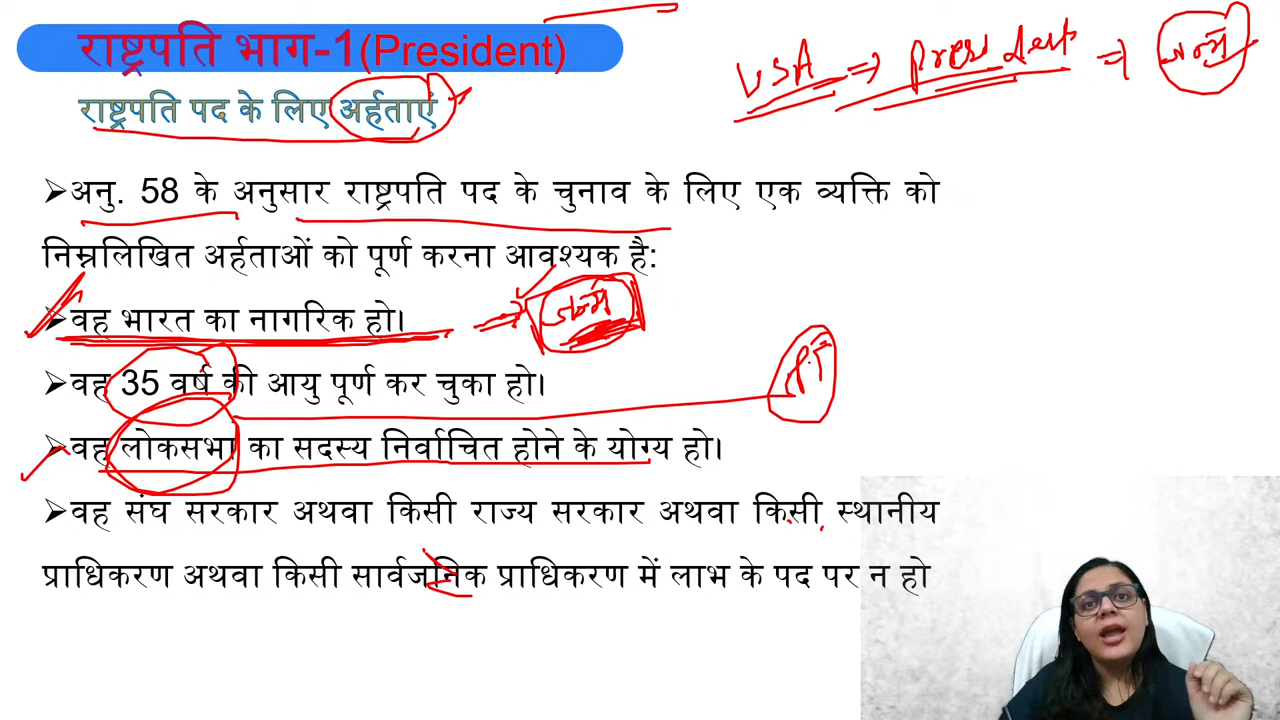 राष्ट्रपति भाग-1(President)
USA ⇒ President ⇒ जन्म
राष्ट्रपति पद के लिए अर्हताएं
➢अनु. 58 के अनुसार राष्ट्रपति पद के चुनाव के लिए एक व्यक्ति को
निम्नलिखित अर्हताओं को पूर्ण करना आवश्यक है:
➢वह भारत का नागरिक हो। ⇒ जन्म
➢वह 35 वर्ष की आयु पूर्ण कर चुका हो।
➢वह लोकसभा का सदस्य निर्वाचित होने के योग्य हो।
➢वह संघ सरकार अथवा किसी राज्य सरकार अथवा किसी स्थानीय
प्राधिकरण अथवा किसी सार्वजनिक प्राधिकरण में लाभ के पद पर न हो